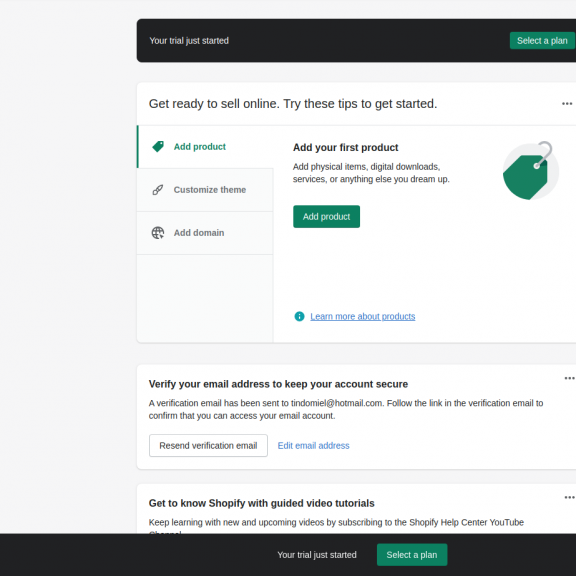 Your trial just started
Select a plan
Get ready to sell online. Try these tips to get started.
Add product
Customize theme
Add domain
Add your first product
Add physical items, digital downloads,
services, or anything else you dream up.
Add product
Learn more about products
Verify your email address to keep your account secure
A verification email has been sent to tindomiel@hotmail.com. Follow the link in the verification email to
confirm that you can access your email account.
Resend verification email
Edit email address
Get to know Shopify with guided video tutorials
Keep learning with new and upcoming videos by subscribing to the Shopify Help Center YouTube
Your trial just started
Select a plan